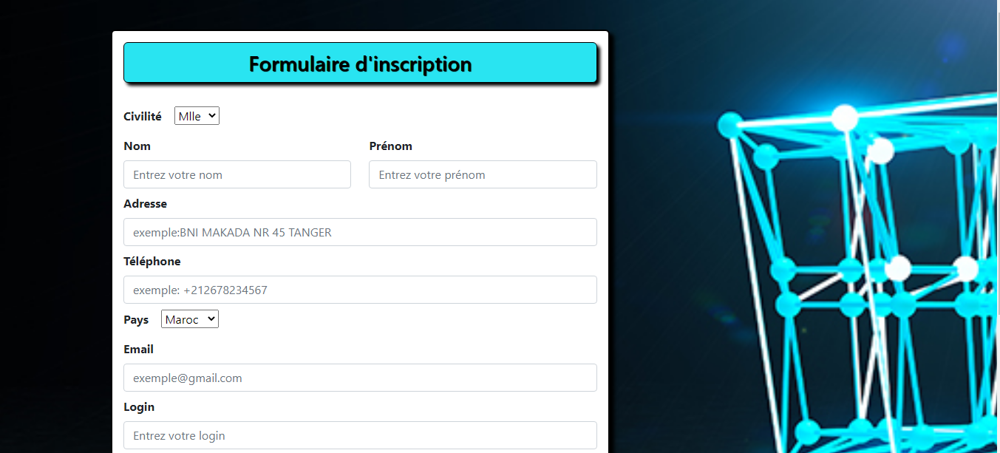 Formulaire d'inscription
Civilité Mlle
Nom Prénom
Entrez votre nom Entrez votre prénom
Adresse
exemple:BNI MAKADA NR 45 TANGER
Téléphone
exemple: +212678234567
Pays Maroc
Email
exemple@gmail.com
Login
Entrez votre login